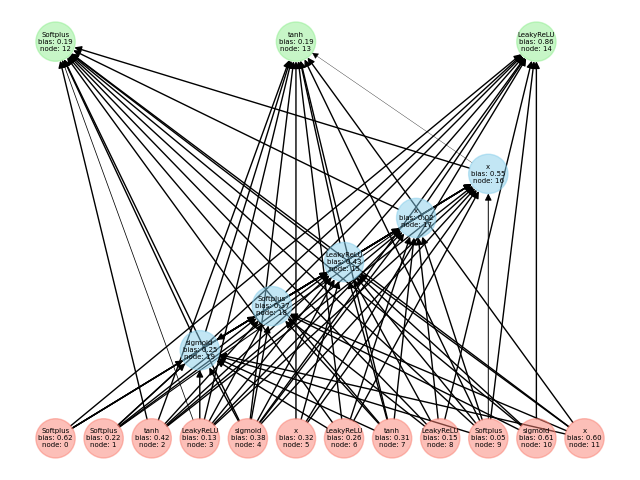 Softplus
bias: 0.19
node: 12
tanh
bias: 0.19
node: 13
LeakyReLU
bias: 0.86
node: 14
x
bias: 0.55
node: 16
bias:
node: 17
LeakyReLU
bias: 0.43
node:
Softplus
bias: 0.37
node: 18
sigmoid
bias: 0.25
node:
Softplus
bias: 0.62
node: 0
Softplus
bias: 0.22
node: 1
tanh
bias: 0.42
node: 2
LeakyReLU
bias: 0.13
node: 3
sigmoid
bias: 0.38
node: 4
x
bias: 0.32
node: 5
LeakyReLU
bias: 0.26
node: 6
tanh
bias: 0.31
node: 7
LeakyReLU
bias: 0.15
node: 8
Softplus
bias: 0.05
node: 9
sigmoid
bias: 0.61
node: 10
x
bias: 0.60
node: 11